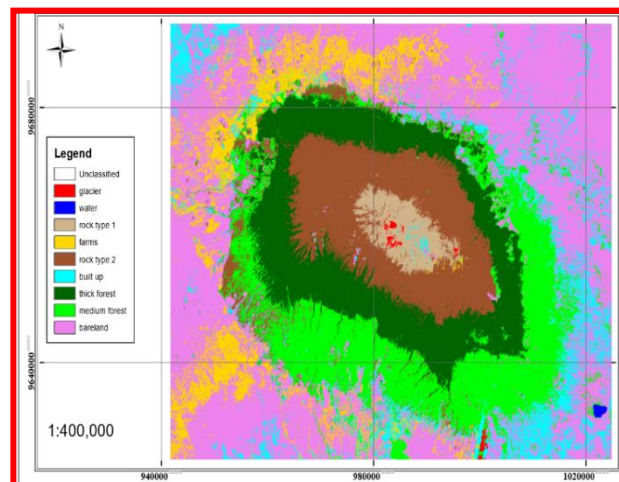 N
9680000
Legend
Unclassified
glacier
water
rock type 1
farms
rock type 2
built up
thick forest
medium forest
bareland
9640000
1:400,000
940000 980000 1020000